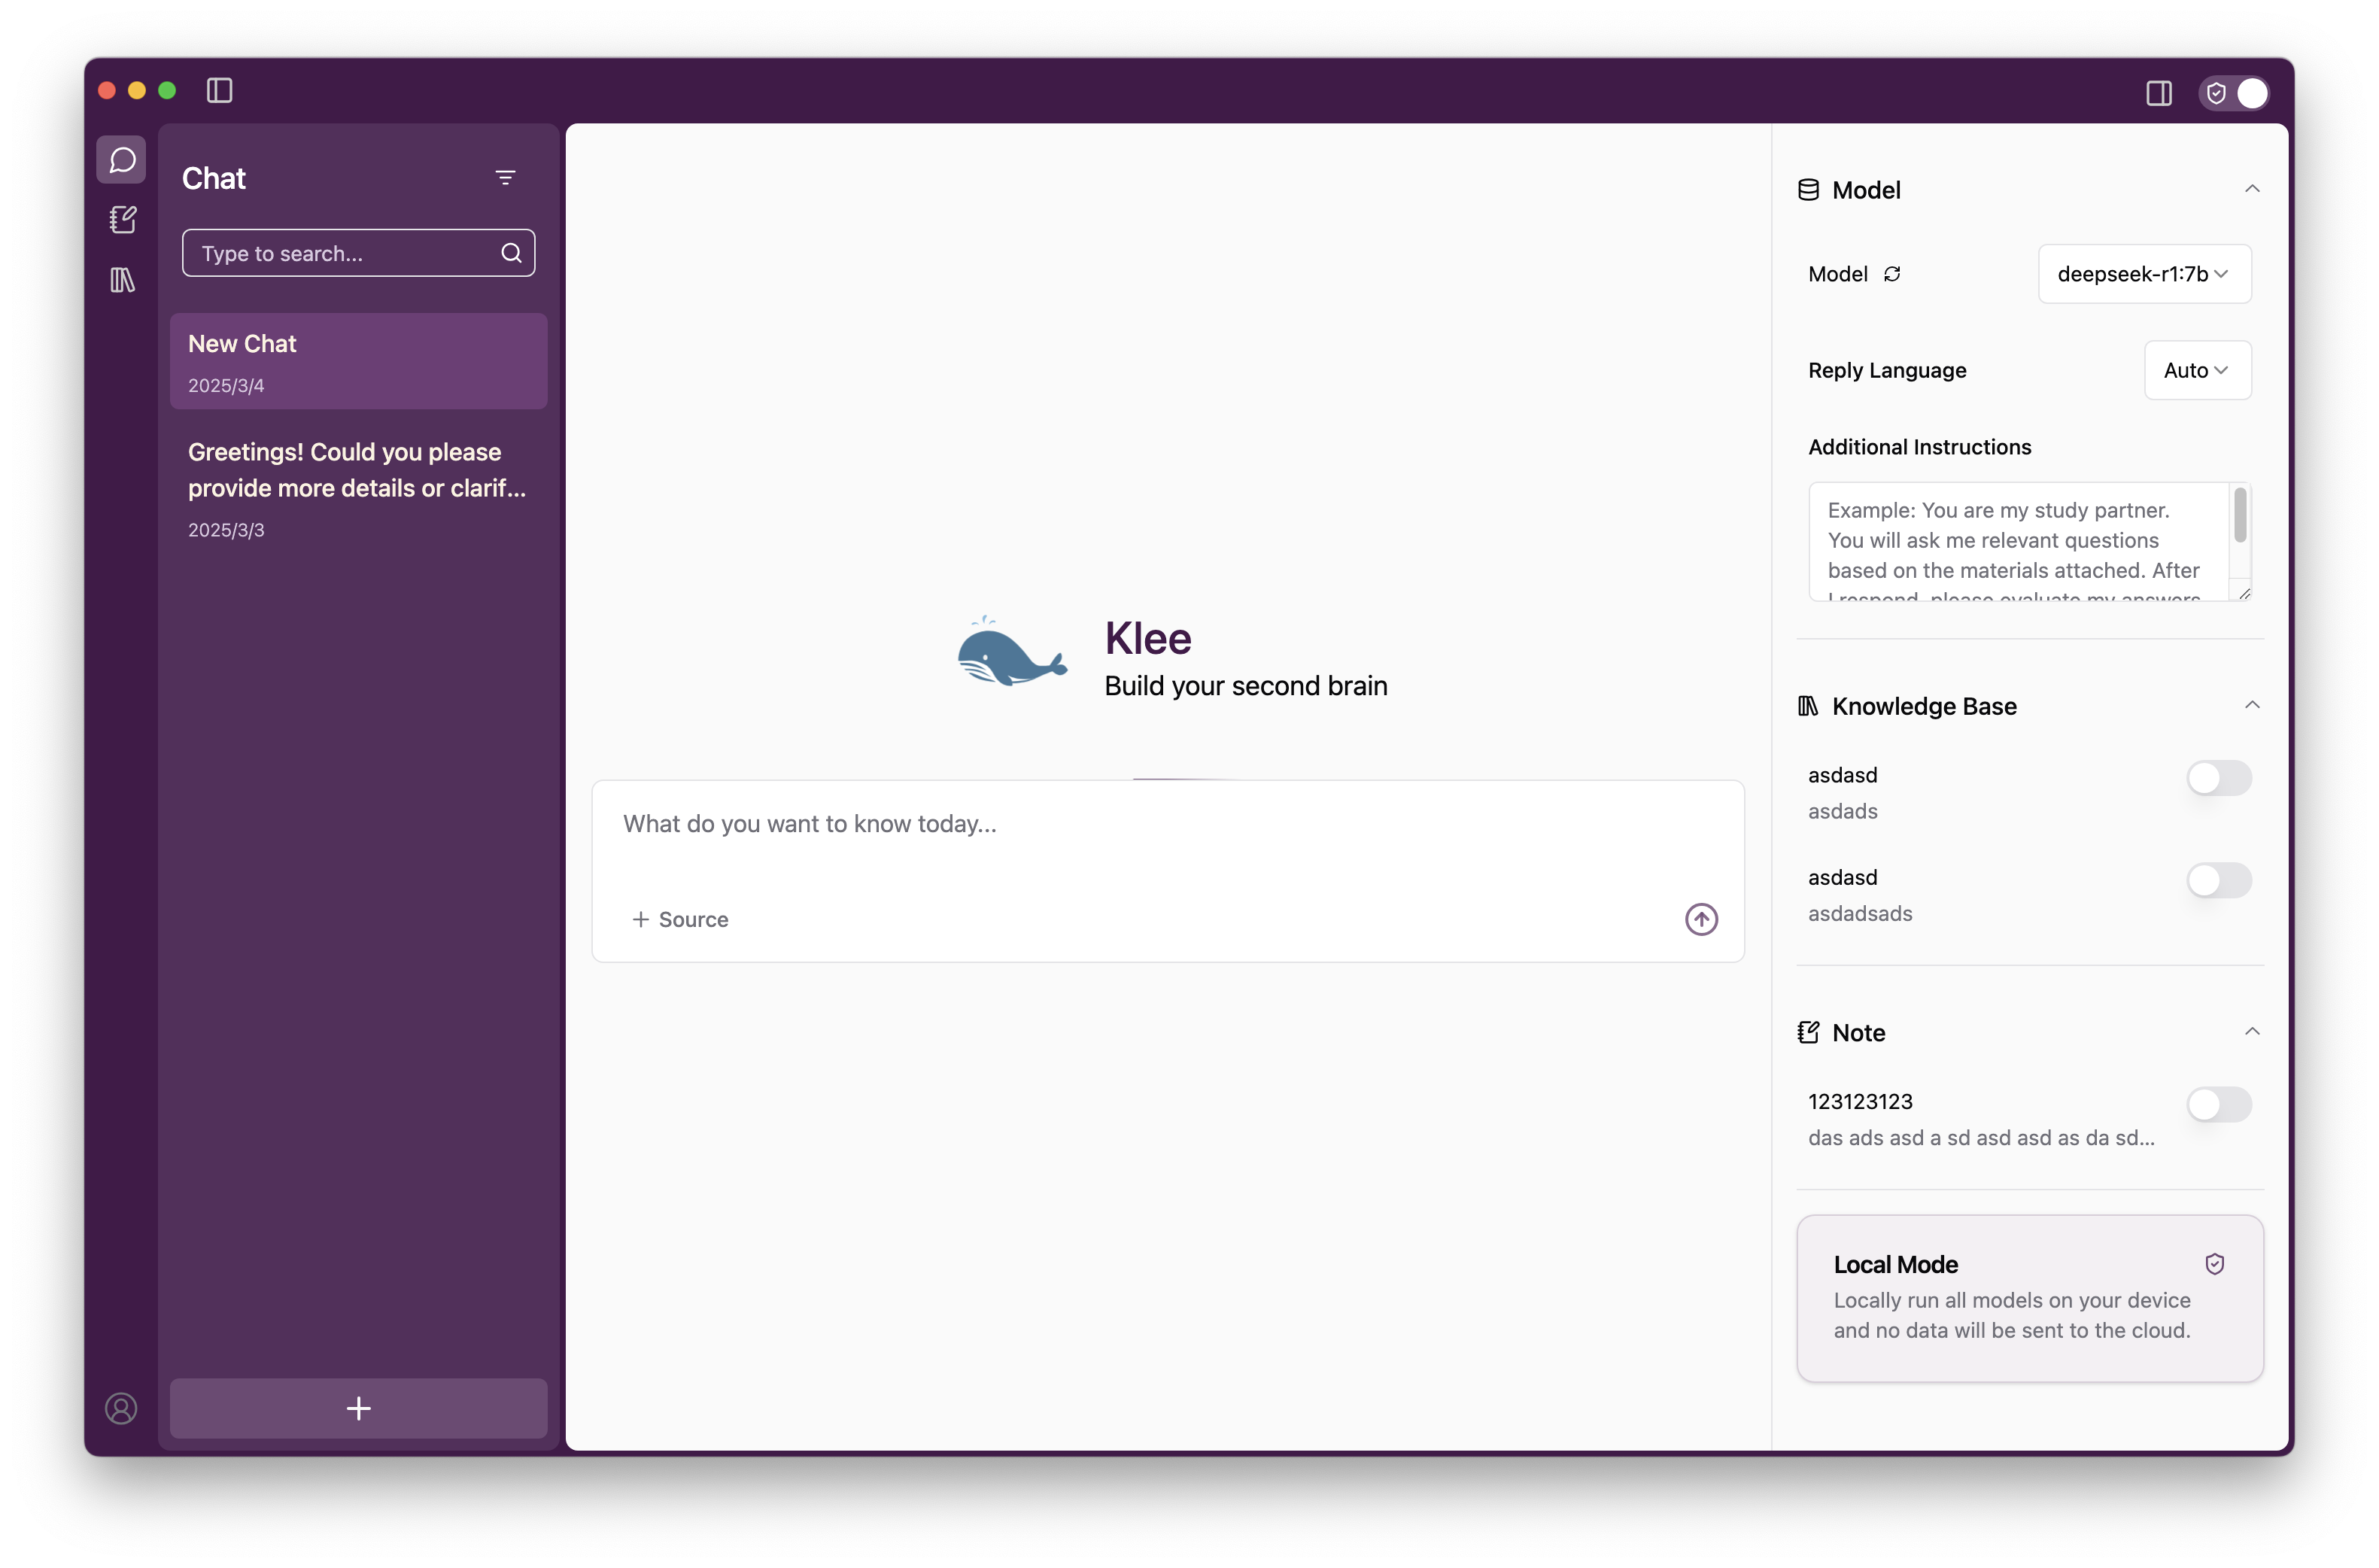 Chat
Type to search...
New Chat
2025/3/4
Greetings! Could you please
provide more details or clarif...
2025/3/3
Klee
Build your second brain
What do you want to know today...
Source
Model
Model
deepseek-r1:7b
Reply Language
Auto
Additional Instructions
Example: You are my study partner.
You will ask me relevant questions
based on the materials attached. After
I respond, please evaluate my answers
Knowledge Base
asdasd
asdads
asdasd
asdadsads
Note
123123123
das ads asd a sd asd asd as da sd...
Local Mode
Locally run all models on your device
and no data will be sent to the cloud.